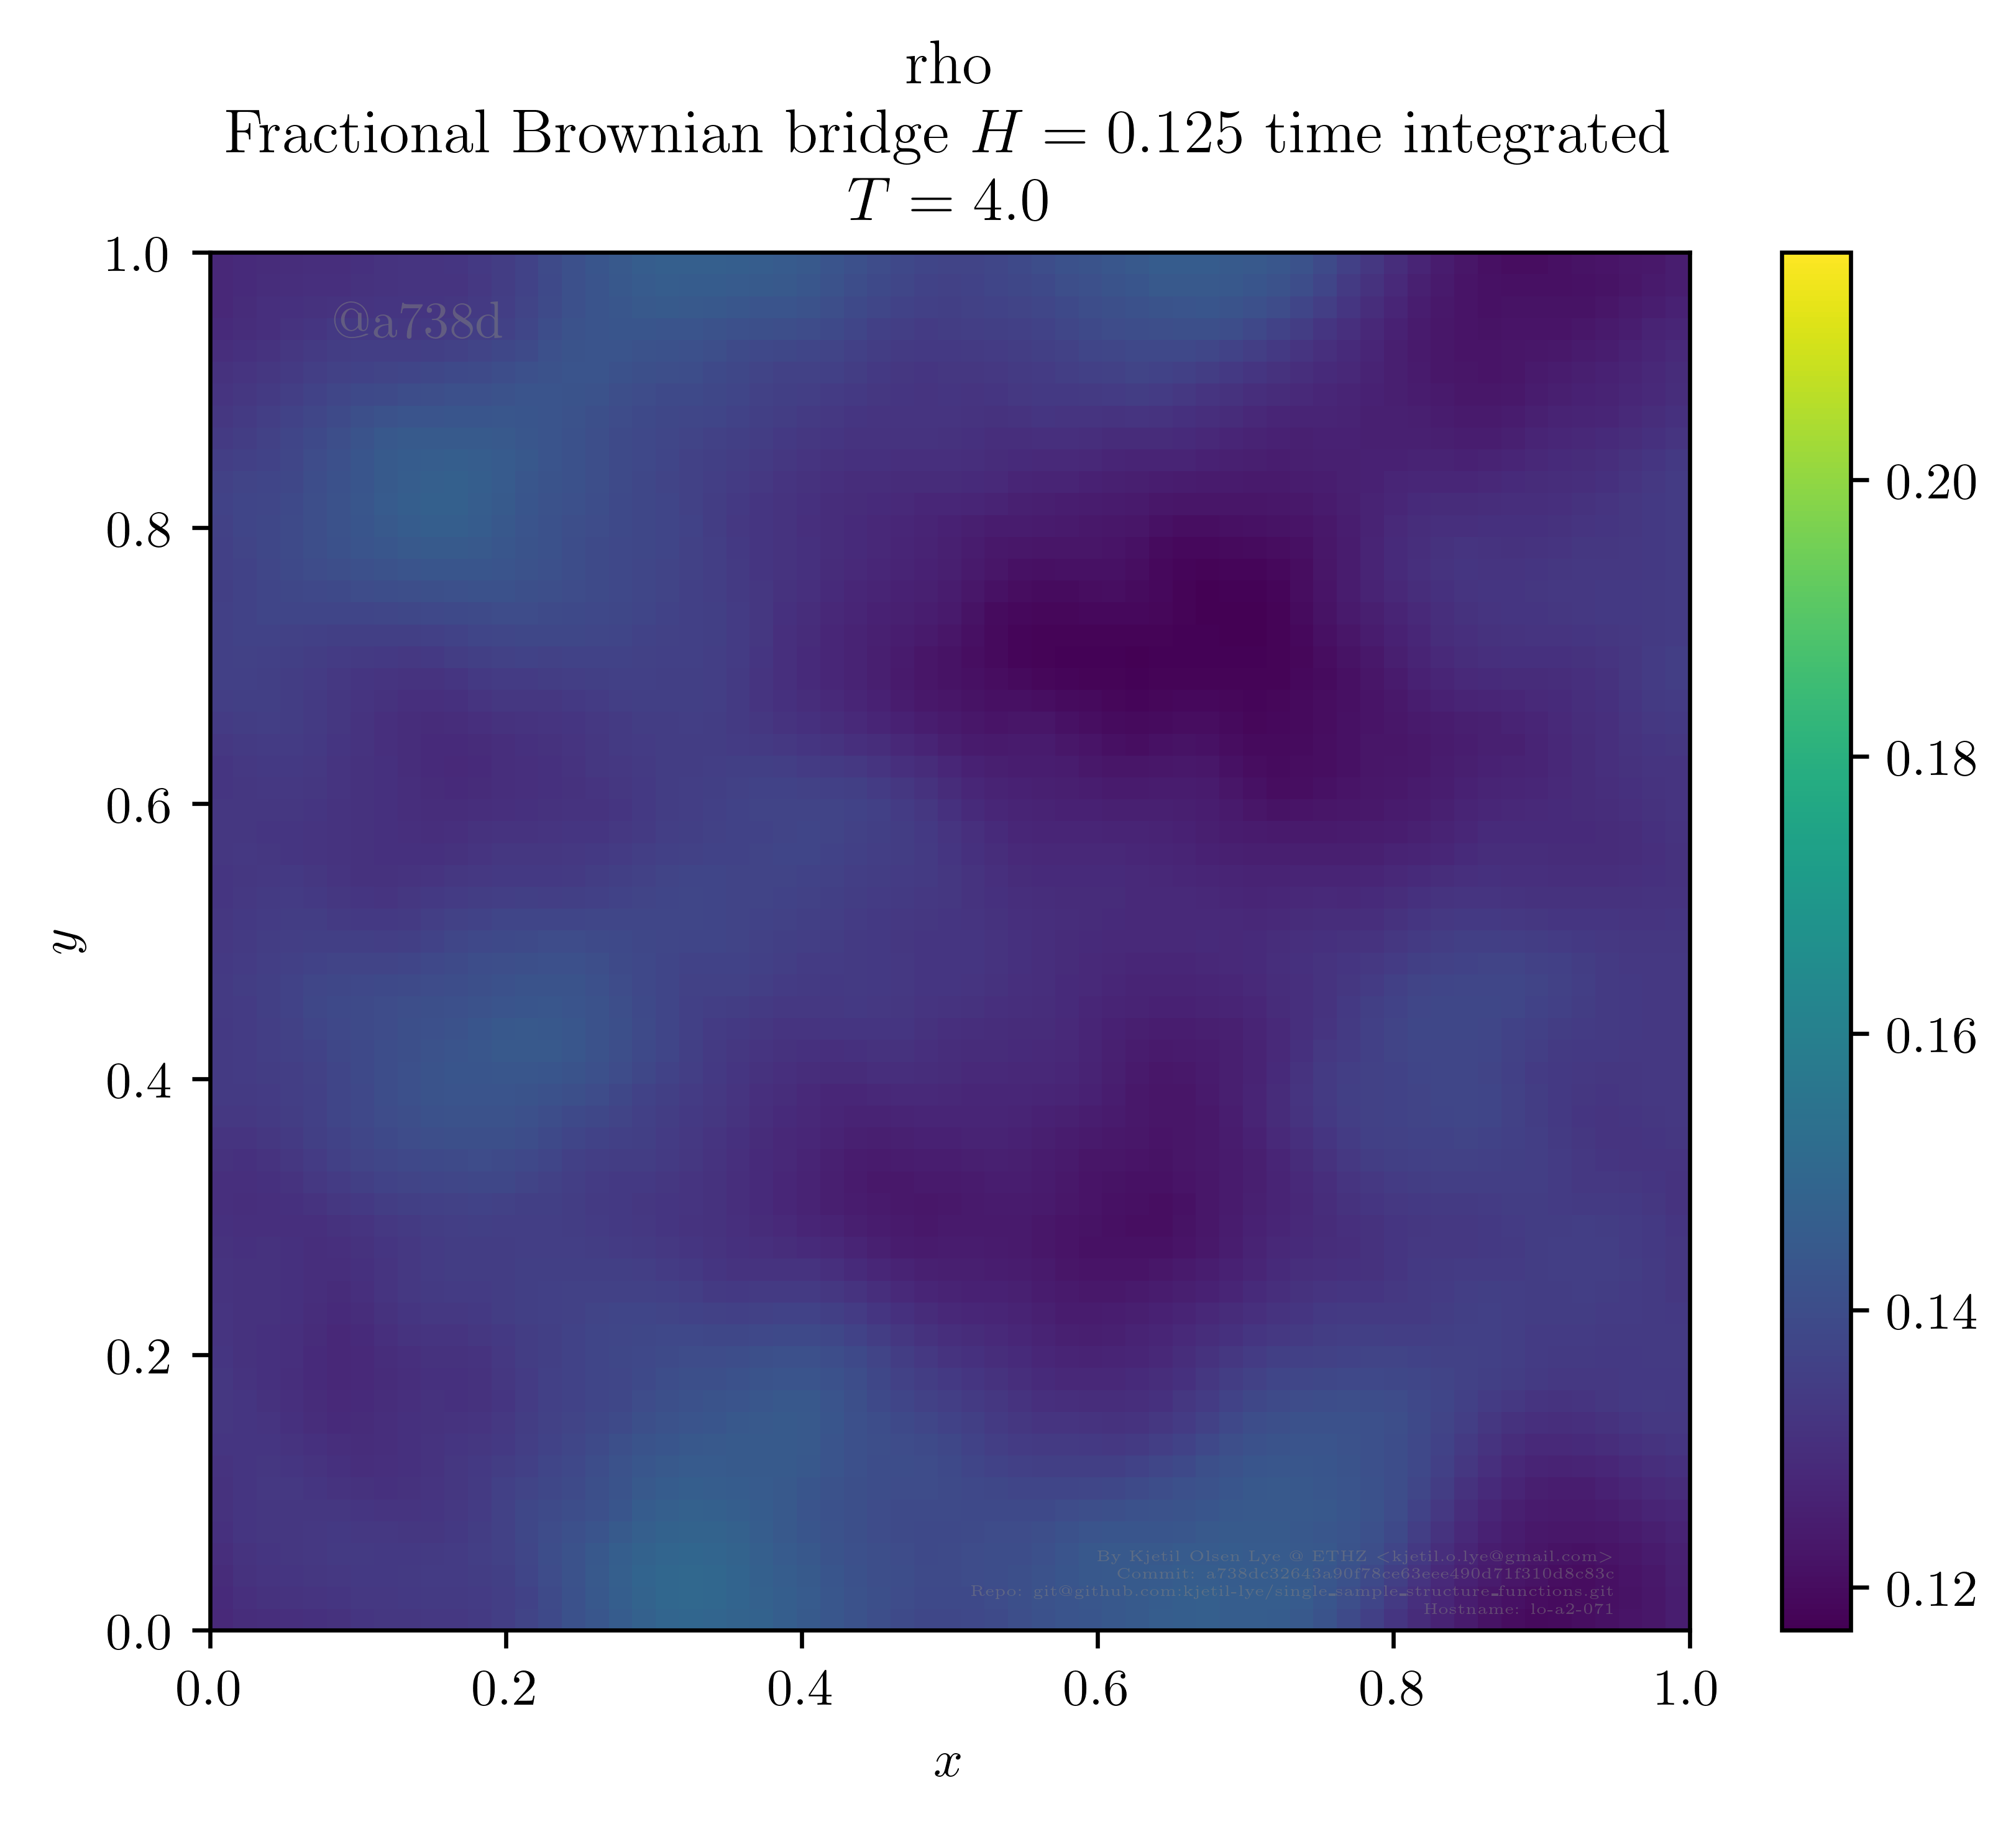 rho
Fractional Brownian bridge H = 0.125 time integrated
T = 4.0
@a738d
1.0
0.8
0.6
0.4
0.2
0.0
y
0.0 0.2 0.4 0.6 0.8 1.0
x
0.20
0.18
0.16
0.14
0.12
By Kjetil Olsen Lye @ ETHZ <kjetil.o.lye@gmail.com>
Commit: a738dc32643a90f78ce63eee490d71f310d8c83c
Repo: git@github.com:kjetil-lye/single_sample_structure_functions.git
Hostname: lo-a2-071